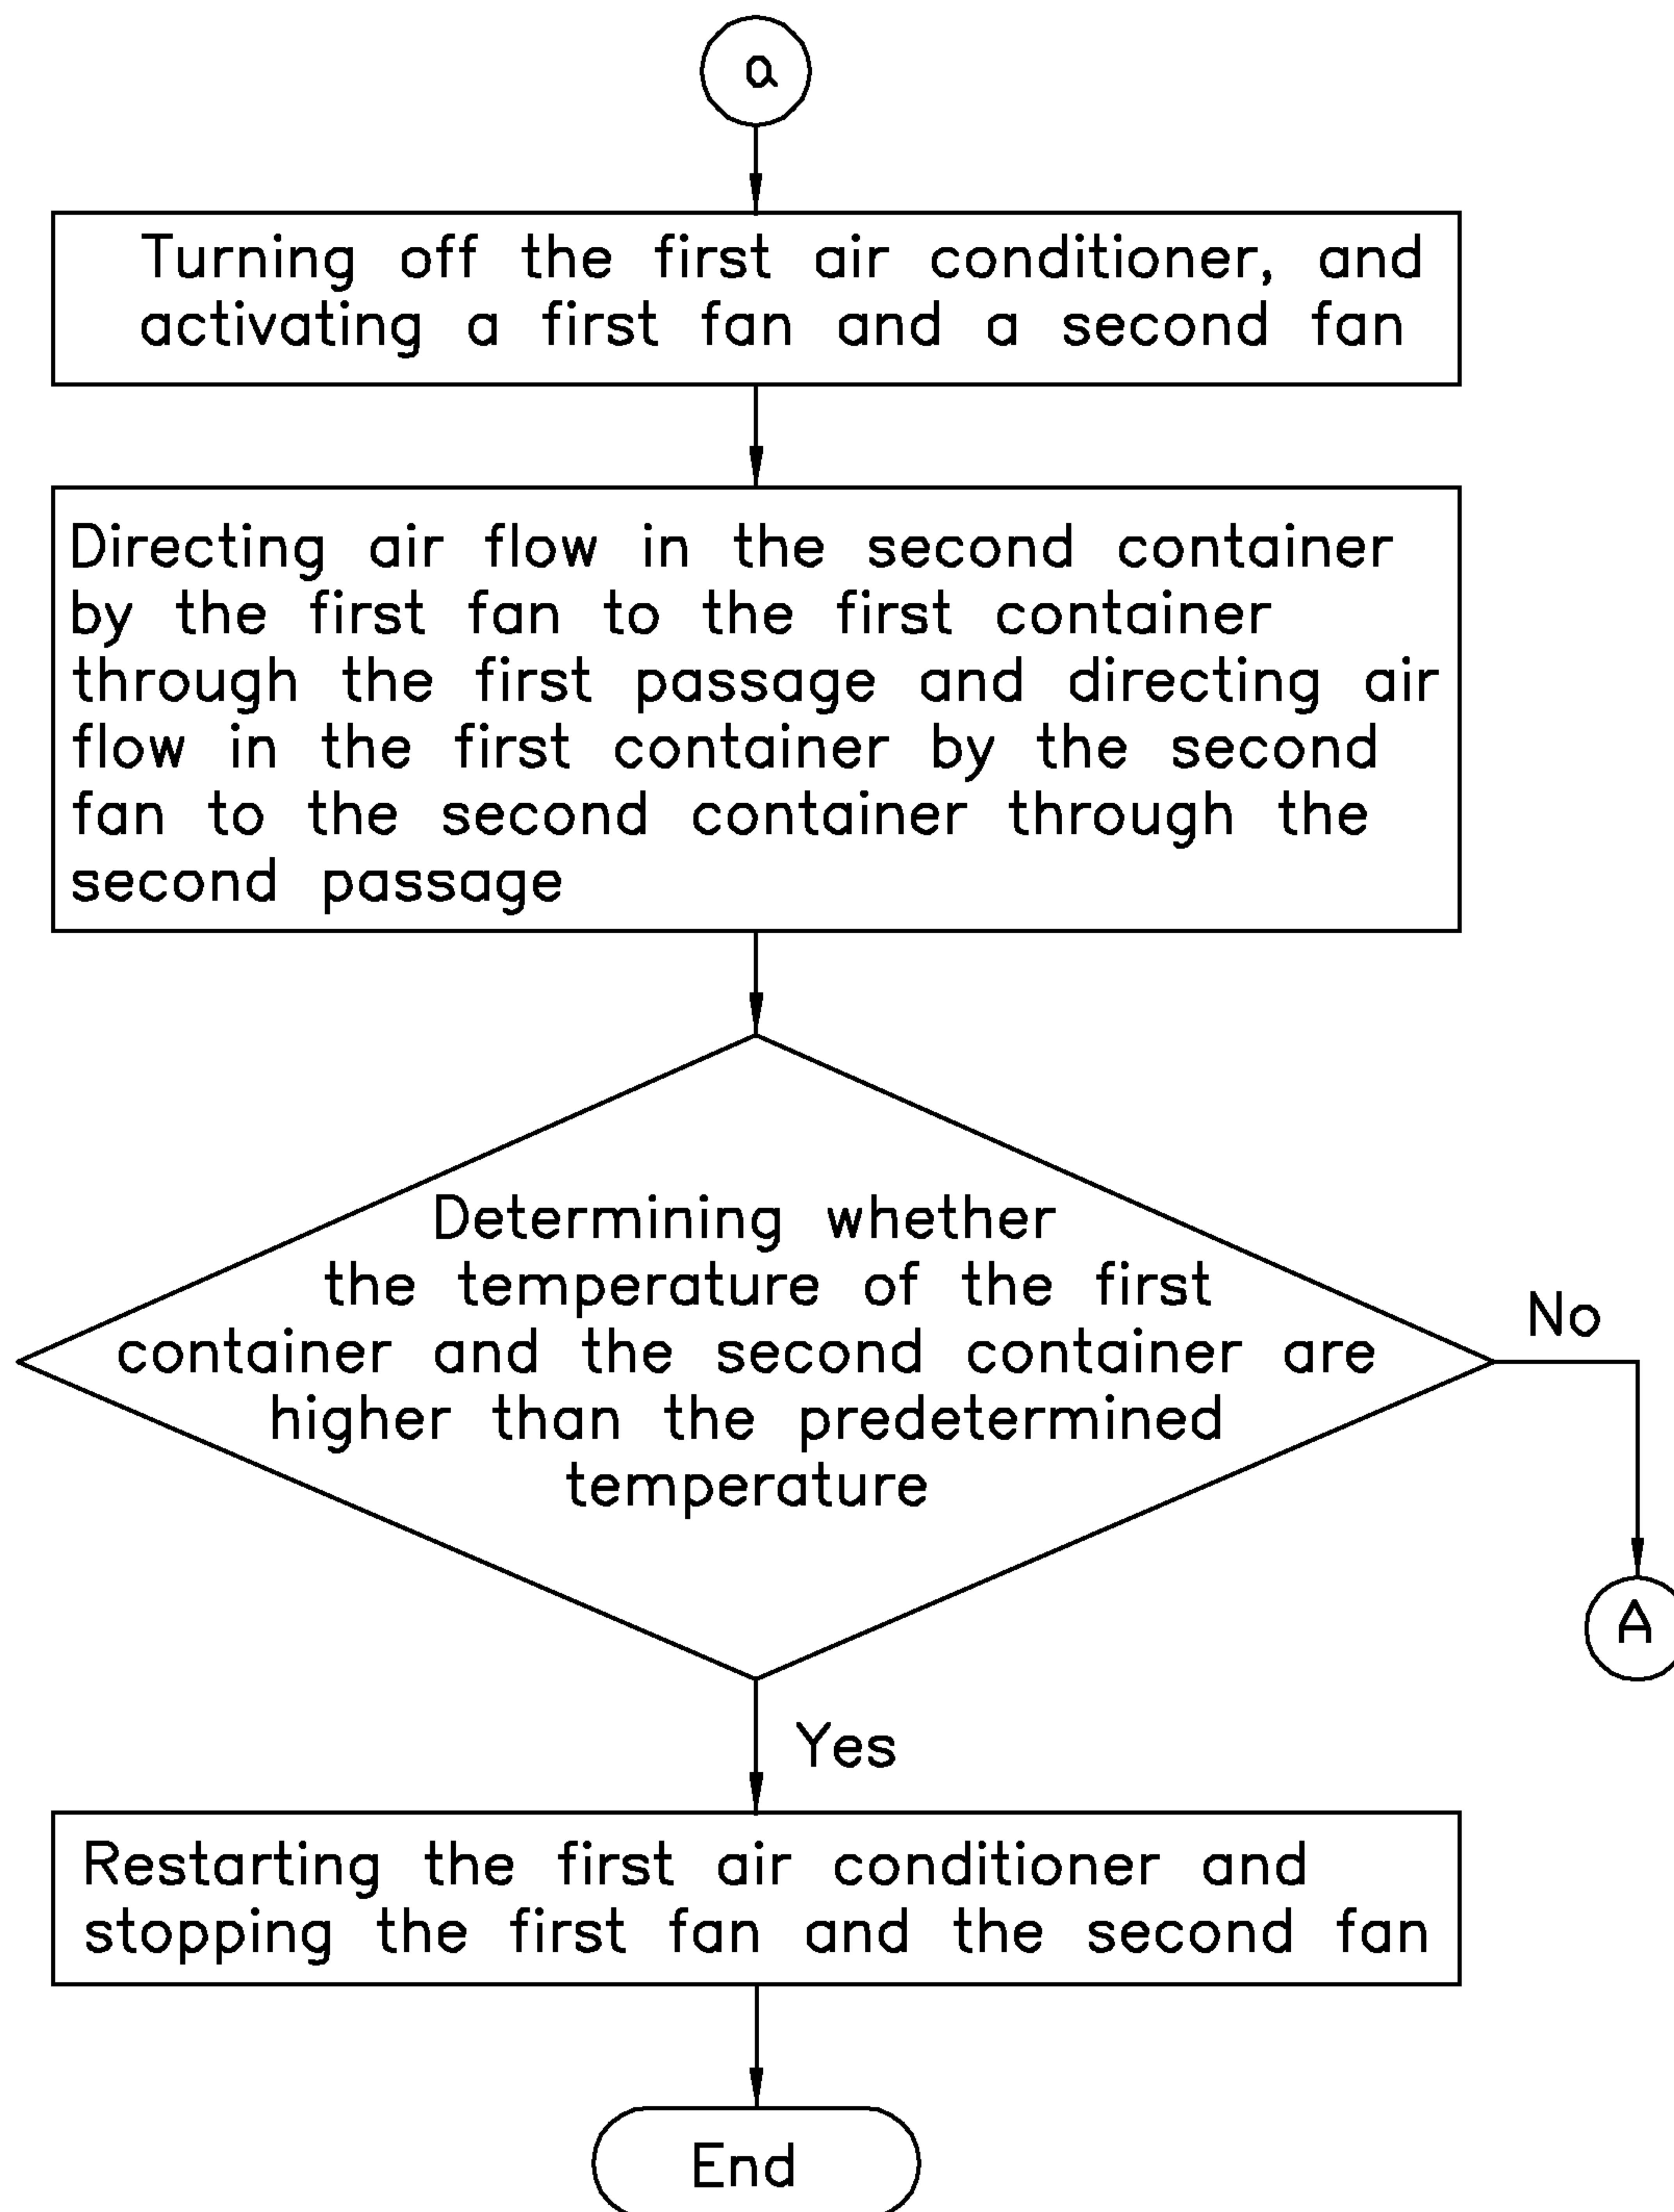 a
Turning off the first air conditioner, and
activating a first fan and a second fan
Directing air flow in the second container
by the first fan to the first container
through the first passage and directing air
flow in the first container by the second
fan to the second container through the
second passage
Determining whether
the temperature of the first
container and the second container are
higher than the predetermined
temperature
No
A
Yes
Restarting the first air conditioner and
stopping the first fan and the second fan
End